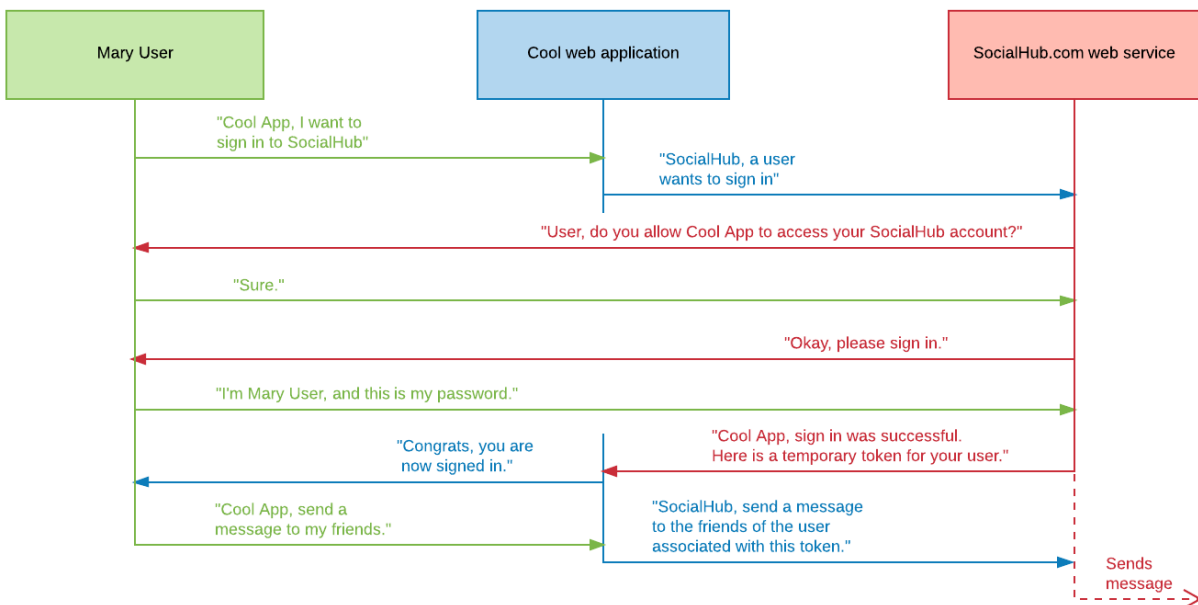 Mary User
Cool web application
SocialHub.com web service
"Cool App, I want to
sign in to SocialHub"
"SocialHub, a user
wants to sign in"
"User, do you allow Cool App to access your SocialHub account?"
"Sure."
"Okay, please sign in."
"I'm Mary User, and this is my password."
"Cool App, sign in was successful.
Here is a temporary token for your user."
"Congrats, you are
now signed in."
"Cool App, send a
message to my friends."
"SocialHub, send a message
to the friends of the user
associated with this token."
Sends
message